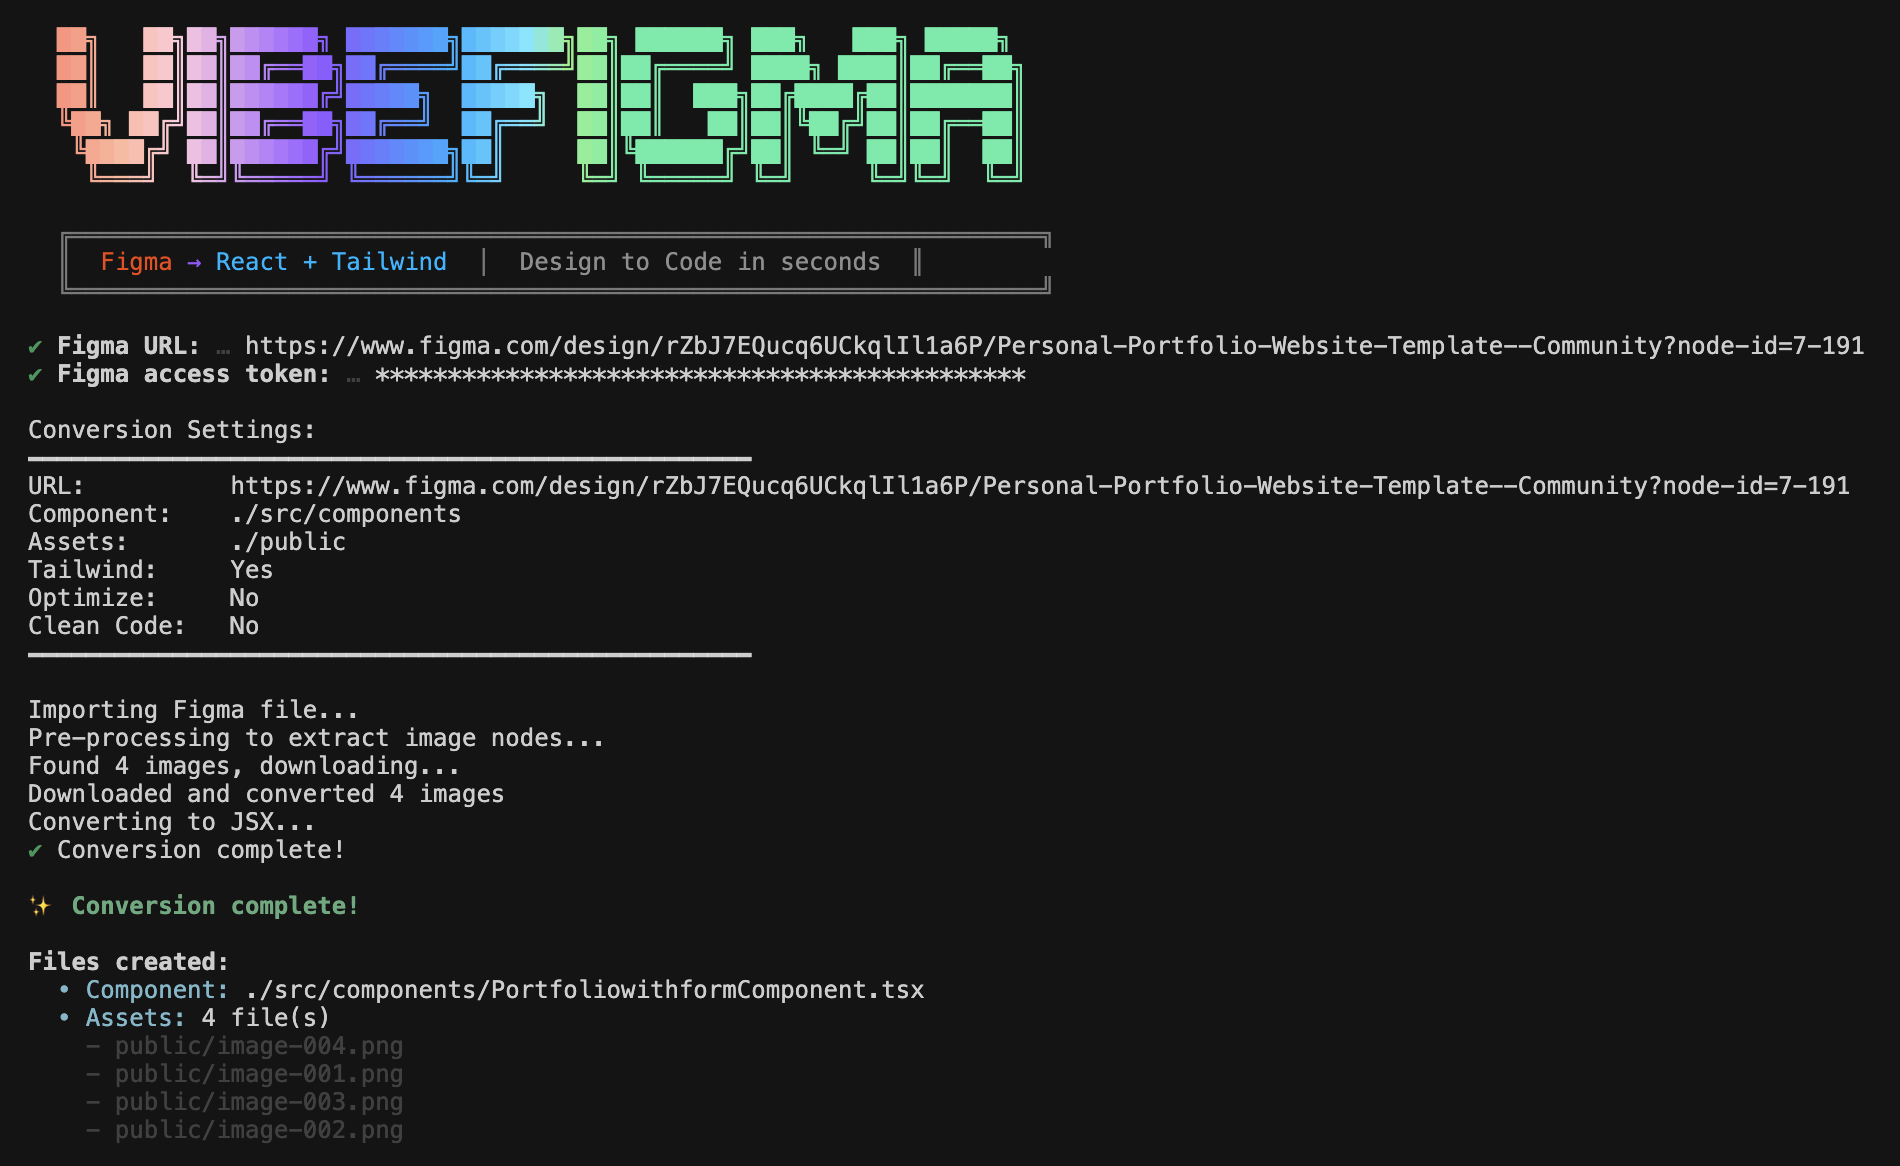 VIBEFIGMA
Figma → React + Tailwind │ Design to Code in seconds
✔ Figma URL: … https://www.figma.com/design/rZbJ7EQucq6UCkqlIl1a6P/Personal-Portfolio-Website-Template--Community?node-id=7-191
✔ Figma access token: … *********************************************
Conversion Settings:
URL: https://www.figma.com/design/rZbJ7EQucq6UCkqlIl1a6P/Personal-Portfolio-Website-Template--Community?node-id=7-191
Component: ./src/components
Assets: ./public
Tailwind: Yes
Optimize: No
Clean Code: No
Importing Figma file...
Pre-processing to extract image nodes...
Found 4 images, downloading...
Downloaded and converted 4 images
Converting to JSX...
✔ Conversion complete!
✨ Conversion complete!
Files created:
• Component: ./src/components/PortfoliowithformComponent.tsx
• Assets: 4 file(s)
- public/image-004.png
- public/image-001.png
- public/image-003.png
- public/image-002.png